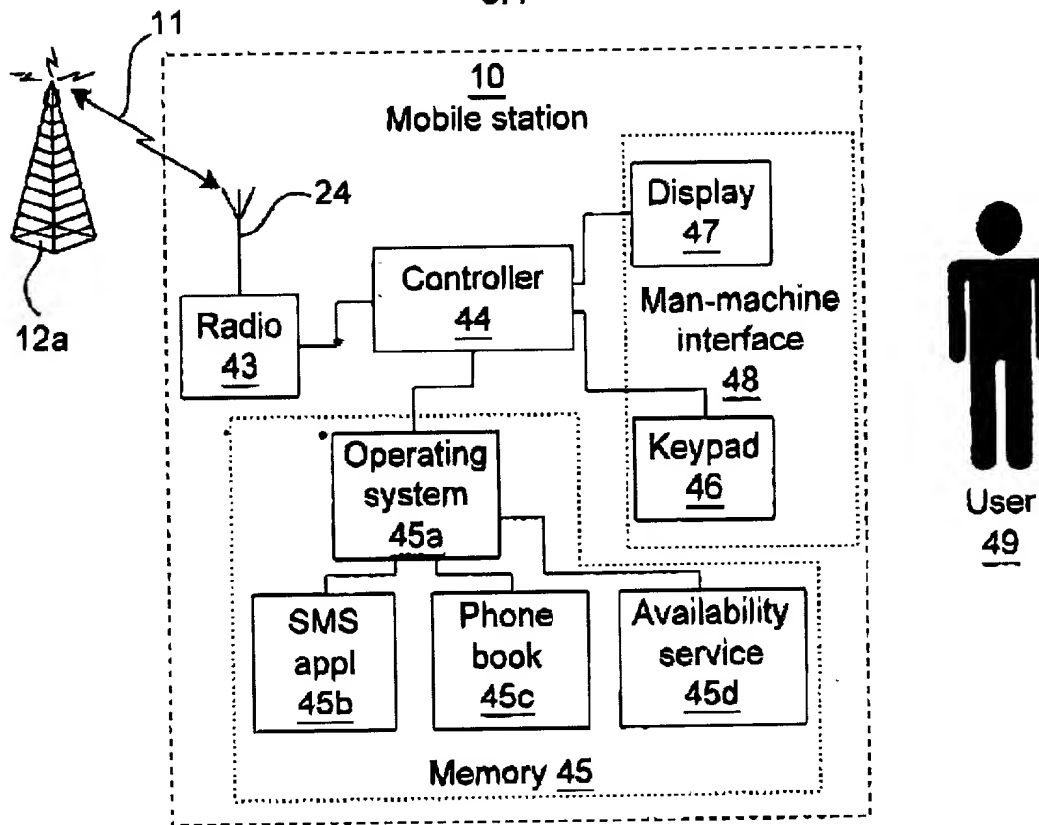 11
10
Mobile station
24
12a
Radio
43
Controller
44
Display
47
Man-machine
interface
48
Keypad
46
User
49
Operating
system
45a
SMS
appl
45b
Phone
book
45c
Availability
service
45d
Memory 45